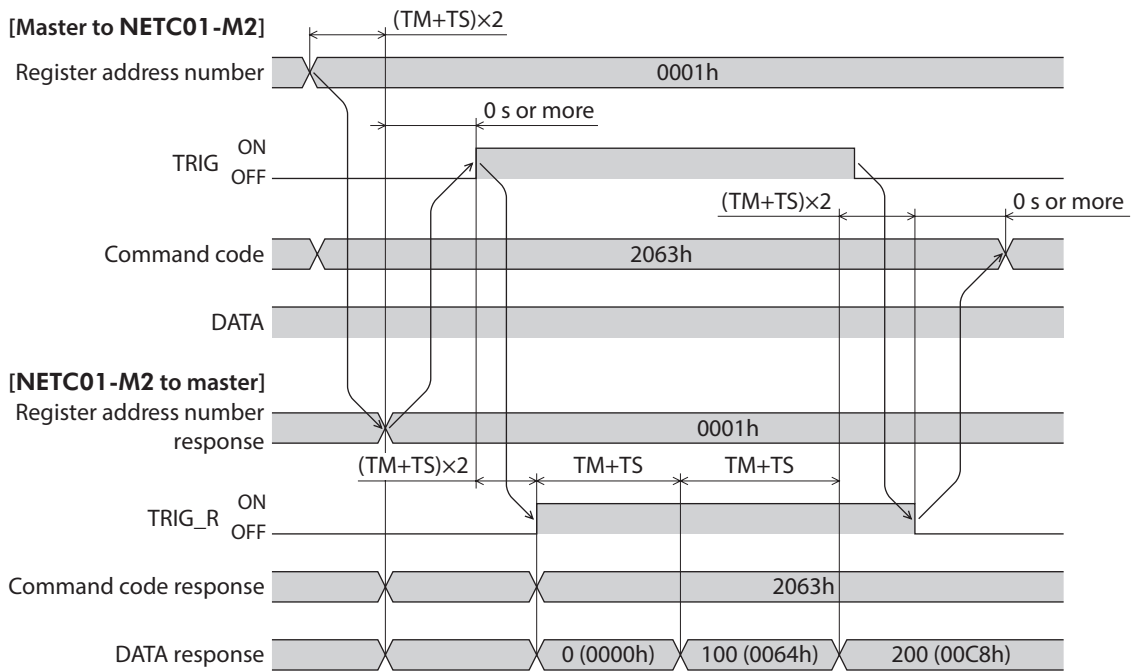 (TM+TS)×2
[Master to NETC01-M2]
Register address number
0001h
0 s or more
TRIG
ON
OFF
(TM+TS)×2
0 s or more
Command code
2063h
DATA
[NETC01-M2 to master]
Register address number
response
0001h
(TM+TS)×2
TM+TS
TM+TS
TRIG_R
ON
OFF
Command code response
2063h
DATA response
0 (0000h)
100 (0064h)
200 (00C8h)